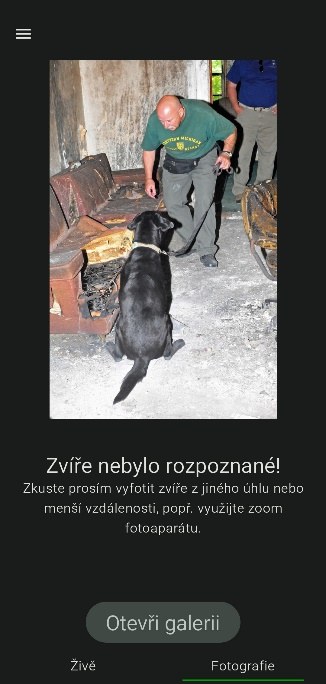 Zvíře nebylo rozpoznané!
Zkuste prosím vyfotit zvíře z jiného úhlu nebo
menší vzdálenosti, popř. využijte zoom
fotoaparátu.
Otevři galerii
Živě
Fotografie